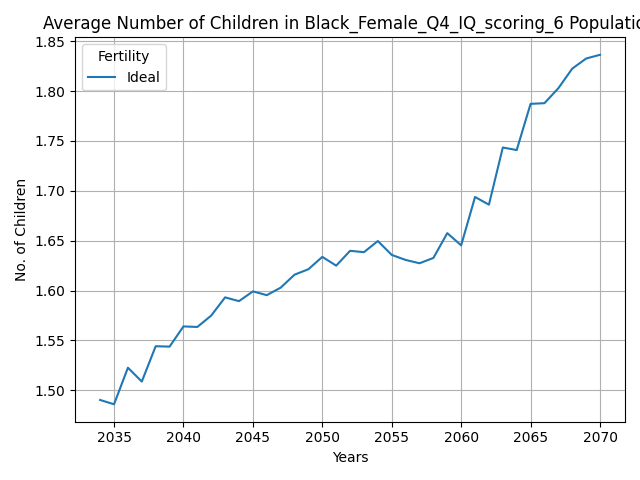 Average Number of Children in Black_Female_Q4_IQ_scoring_6 Populatio
Fertility
Ideal
No. of Children
1.85
1.80
1.75
1.70
1.65
1.60
1.55
1.50
2035 2040 2045 2050 2055 2060 2065 2070
Years